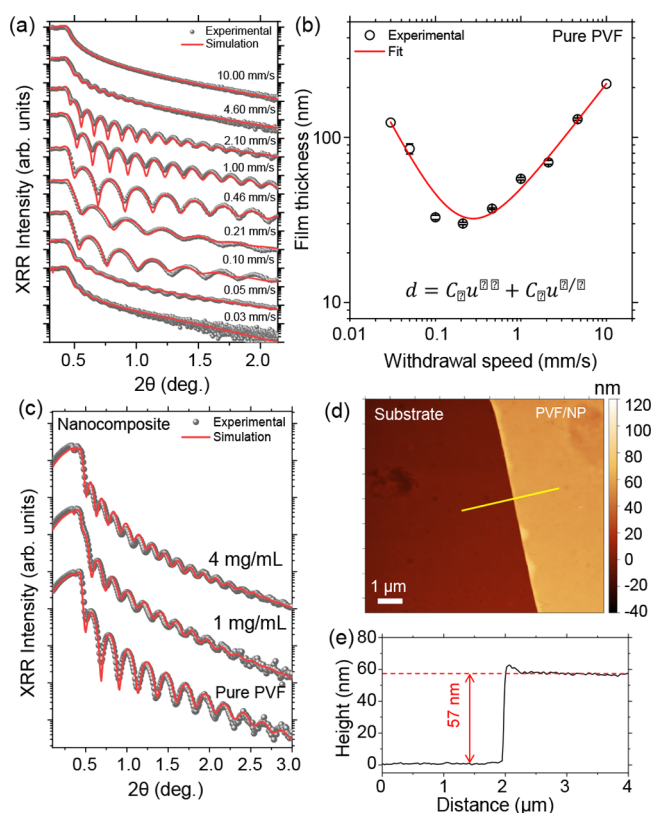 (a)
Experimental
Simulation
10.00 mm/s
4.60 mm/s
2.10 mm/s
1.00 mm/s
0.46 mm/s
0.21 mm/s
0.10 mm/s
0.05 mm/s
0.03 mm/s
XRR Intensity (arb. units)
0.5 1.0 1.5 2.0
2θ (deg.)
(b)
Experimental
Fit
Pure PVF
Film thickness (nm)
100
10
0.01 0.1 1 10
Withdrawal speed (mm/s)
(c)
Nanocomposite
Experimental
Simulation
4 mg/mL
1 mg/mL
Pure PVF
XRR Intensity (arb. units)
0.5 1.0 1.5 2.0 2.5 3.0
2θ (deg.)
(d)
Substrate
PVF/NP
1 µm
nm
120
100
80
60
40
20
0
-20
-40
(e)
80
60
40
20
0
57 nm
Height (nm)
0 1 2 3 4
Distance (µm)